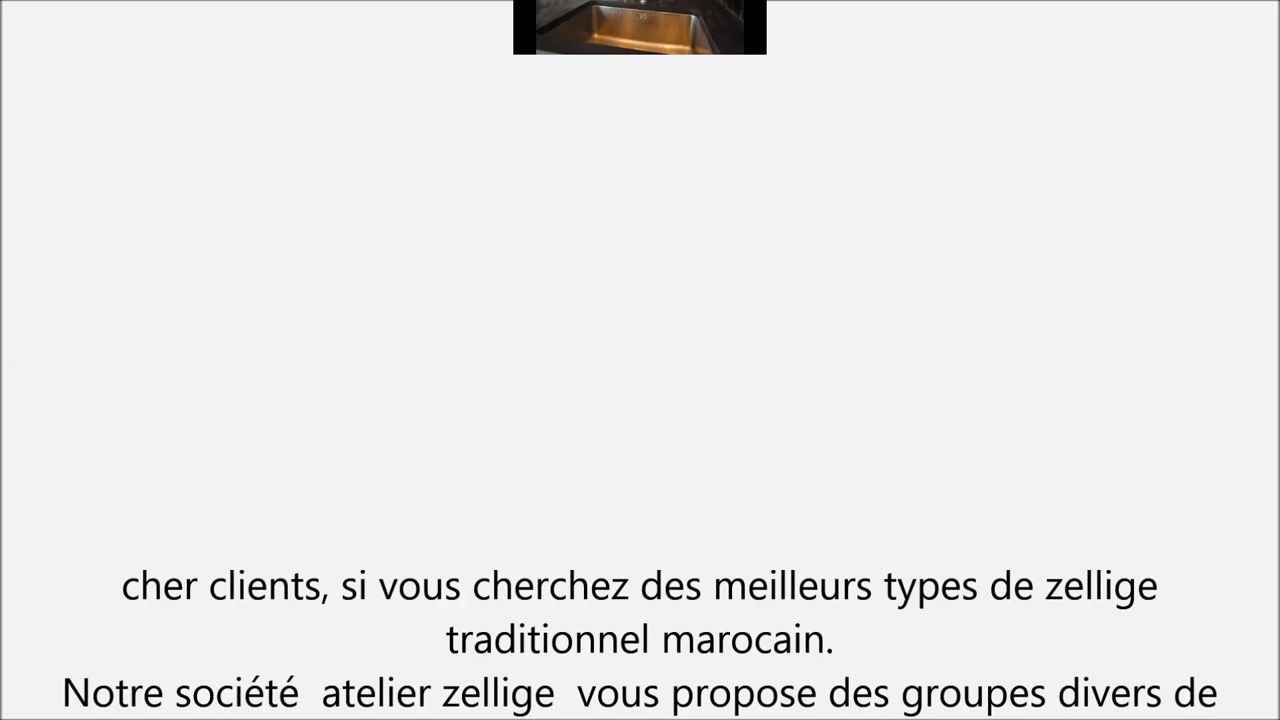 cher clients, si vous cherchez des meilleurs types de zellige
traditionnel marocain.
Notre société  atelier zellige  vous propose des groupes divers de